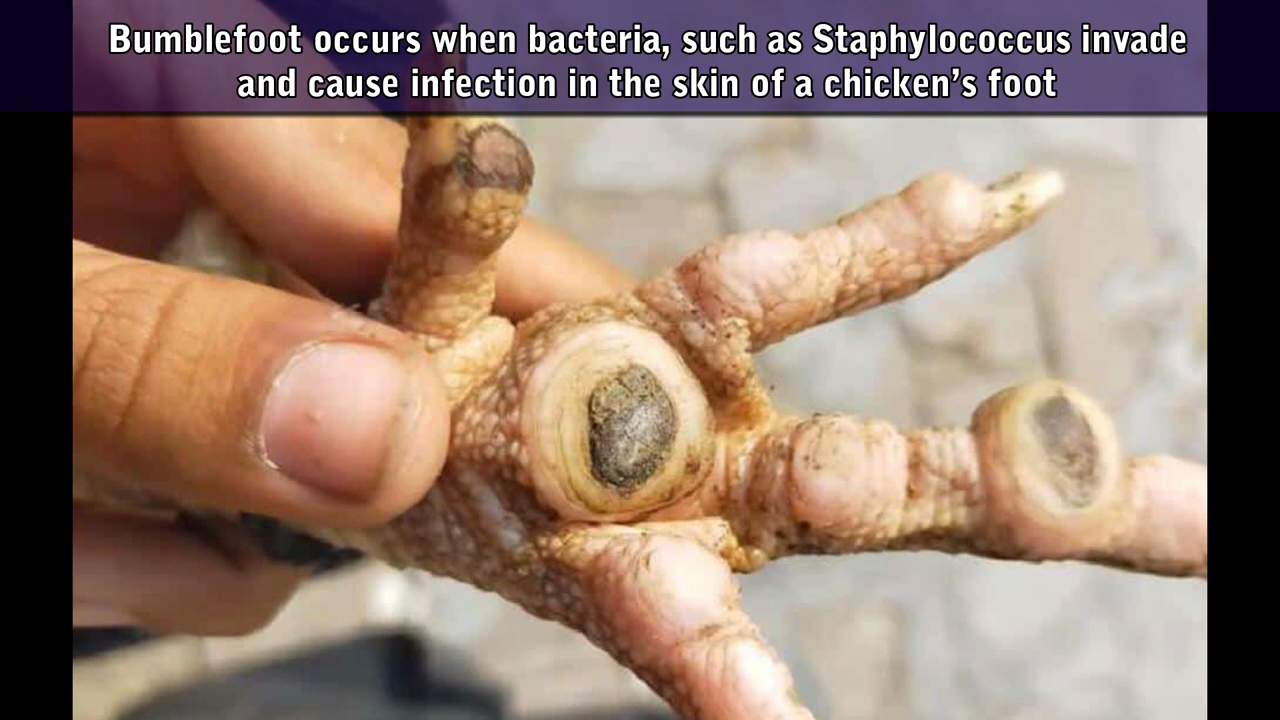 Bumblefoot occurs when bacteria, such as Staphylococcus invade
and cause infection in the skin of a chicken’s foot